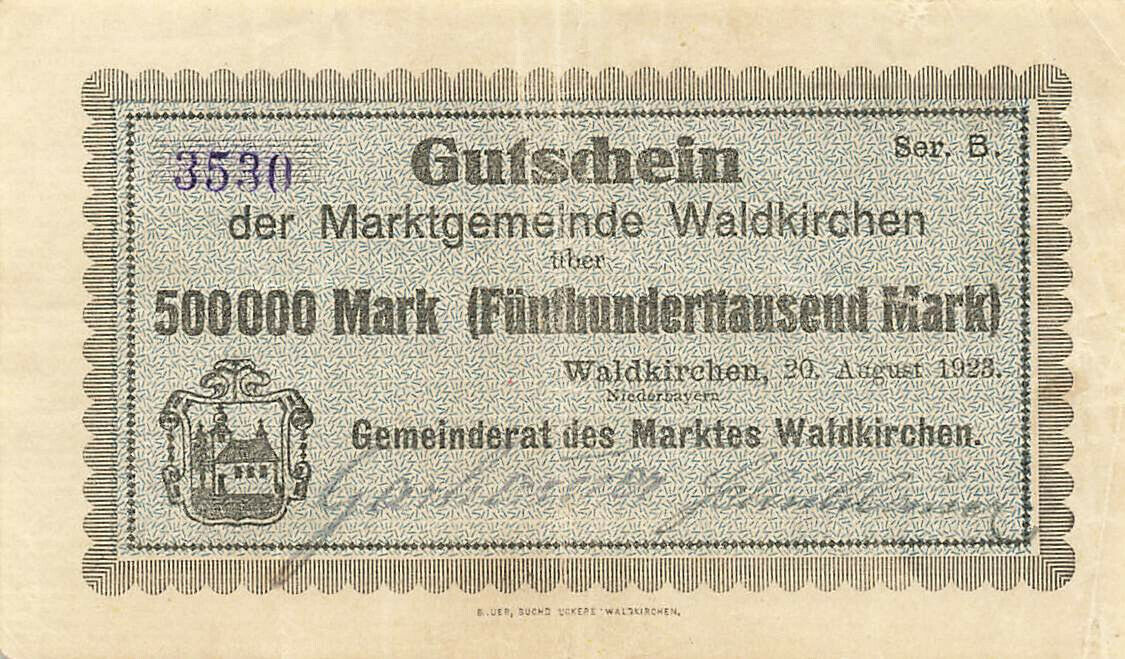 3530
Gutschein
Ser. B.
der Marktgemeinde Waldkirchen
über
500000 Mark (Fünfhunderttausend Mark)
Waldkirchen, 20. August 1923.
Niederbayern
Gemeinderat des Marktes Waldkirchen.
WALDKIRCHEN.